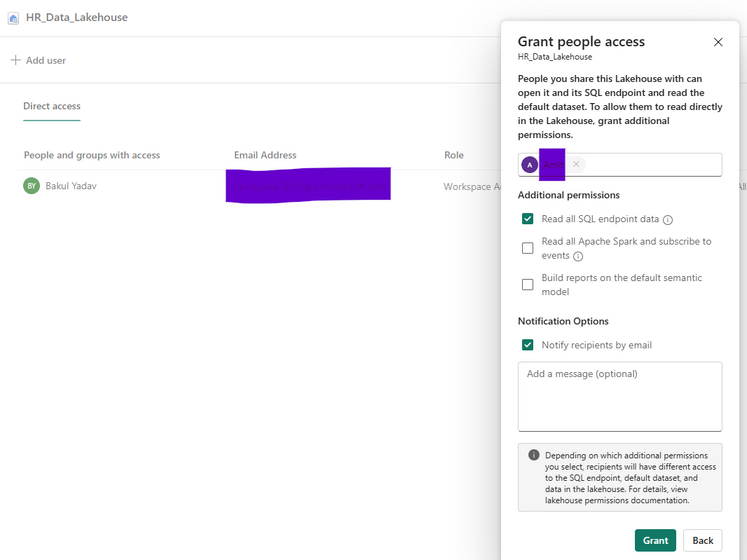 HR_Data_Lakehouse
Add user
Direct access
People and groups with access
Email Address
Role
BY
Bakul Yadav
Workspace A
All
Grant people access
HR_Data_Lakehouse
People you share this Lakehouse with can
open it and its SQL endpoint and read the
default dataset. To allow them to read directly
in the Lakehouse, grant additional
permissions.
A
Additional permissions
Read all SQL endpoint data
Read all Apache Spark and subscribe to
events
Build reports on the default semantic
model
Notification Options
Notify recipients by email
Add a message (optional)
Depending on which additional permissions
you select, recipients will have different access
to the SQL endpoint, default dataset, and
data in the lakehouse. For details, view
lakehouse permissions documentation.
Grant
Back